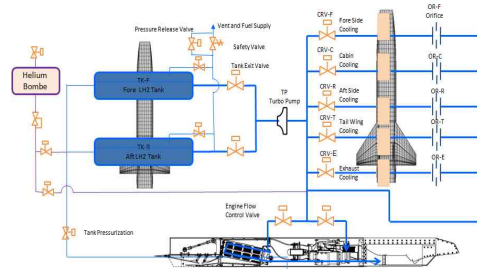 Pressure Release Valve
Vent and Fuel Supply
Safety Valve
Helium
Bombe
TK-F
Fore LH2 Tank
Tank Exit Valve
TK-R
Aft LH2 Tank
TP
Turbo Pump
CRV-F
Fore Side
Cooling
OR-F
Orifice
CRV-C
Cabin
Cooling
OR-C
CRV-R
Aft Side
Cooling
OR-R
CRV-T
Tail Wing
Cooling
OR-T
CRV-E
Exhaust
Cooling
OR-E
Engine Flow
Control Valve
Tank Pressurization